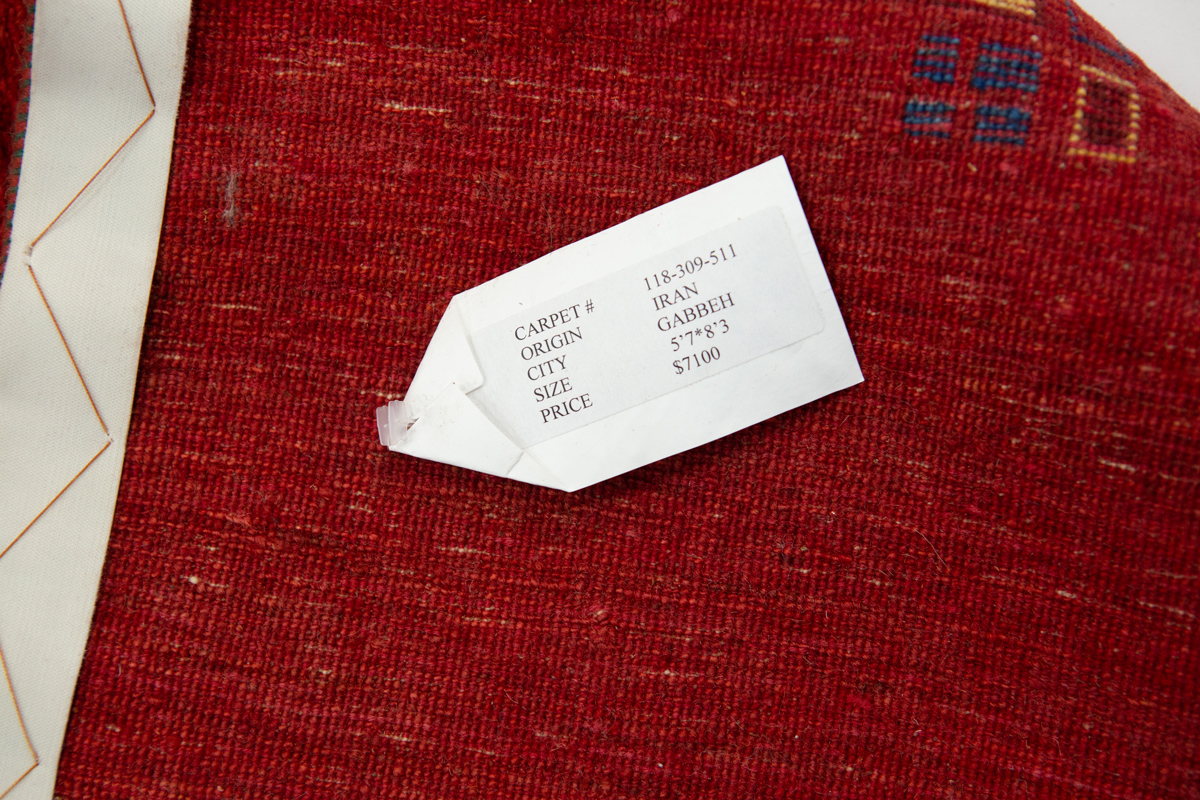 CARPET # 118-309-511
ORIGIN IRAN
CITY GABBEH
SIZE 5'7*8'3
PRICE $7100